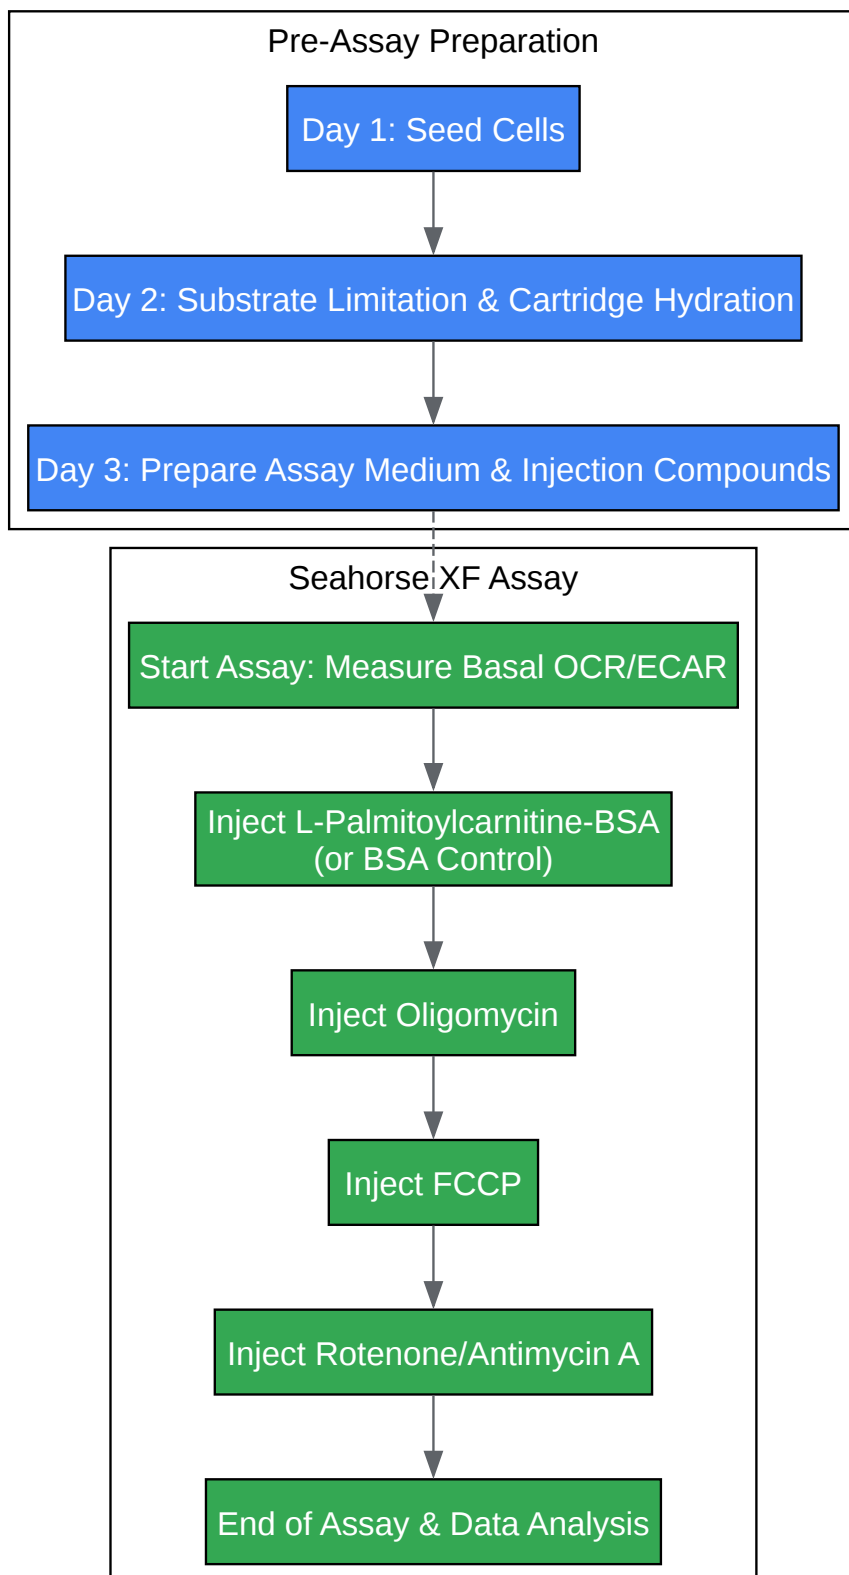 Pre-Assay Preparation
Day 1: Seed Cells
Day 2: Substrate Limitation & Cartridge Hydration
Day 3: Prepare Assay Medium & Injection Compounds
Seahorse XF Assay
Start Assay: Measure Basal OCR/ECAR
Inject L-Palmitoylcarnitine-BSA
(or BSA Control)
Inject Oligomycin
Inject FCCP
Inject Rotenone/Antimycin A
End of Assay & Data Analysis